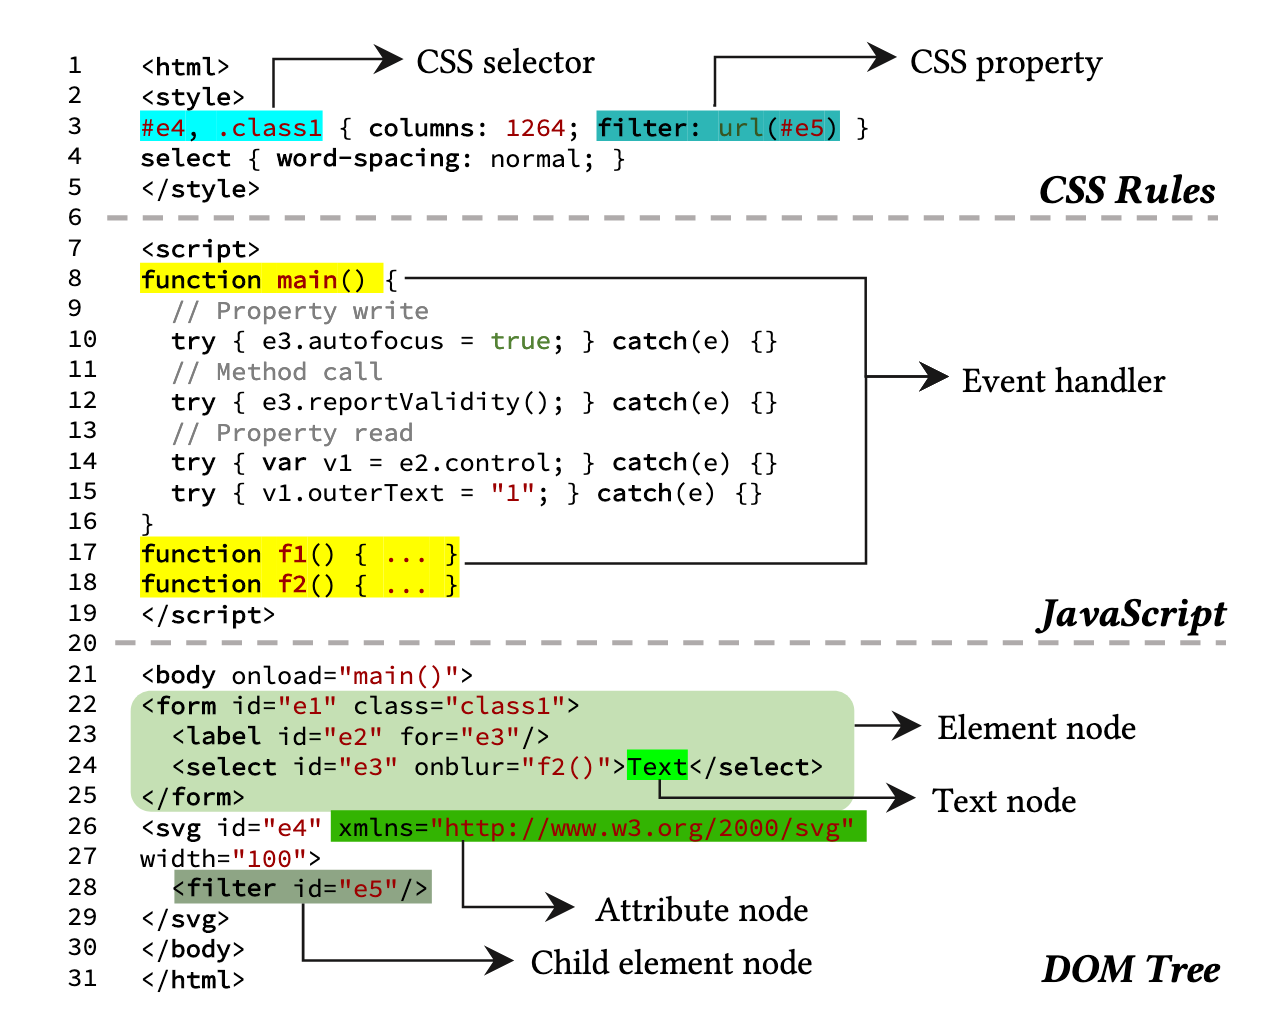 CSS selector
CSS property
1 <html>
2 <style>
3 #e4, .class1 { columns: 1264; filter: url(#e5) }
4 select { word-spacing: normal; }
5 </style>
CSS Rules
6
7 <script>
8 function main() {
9 // Property write
10 try { e3.autofocus = true; } catch(e) {}
11 // Method call
12 try { e3.reportValidity(); } catch(e) {}
Event handler
13 // Property read
14 try { var v1 = e2.control; } catch(e) {}
15 try { v1.outerText = "1"; } catch(e) {}
16 }
17 function f1() { ... }
18 function f2() { ... }
19 </script>
JavaScript
20
21 <body onload="main()">
22 <form id="e1" class="class1">
23 <label id="e2" for="e3"/>
Element node
24 <select id="e3" onblur="f2()">Text</select>
25 </form>
Text node
26 <svg id="e4" xmlns="http://www.w3.org/2000/svg"
27 width="100">
28 <filter id="e5"/>
29 </svg>
Attribute node
30 </body>
Child element node
31 </html>
DOM Tree